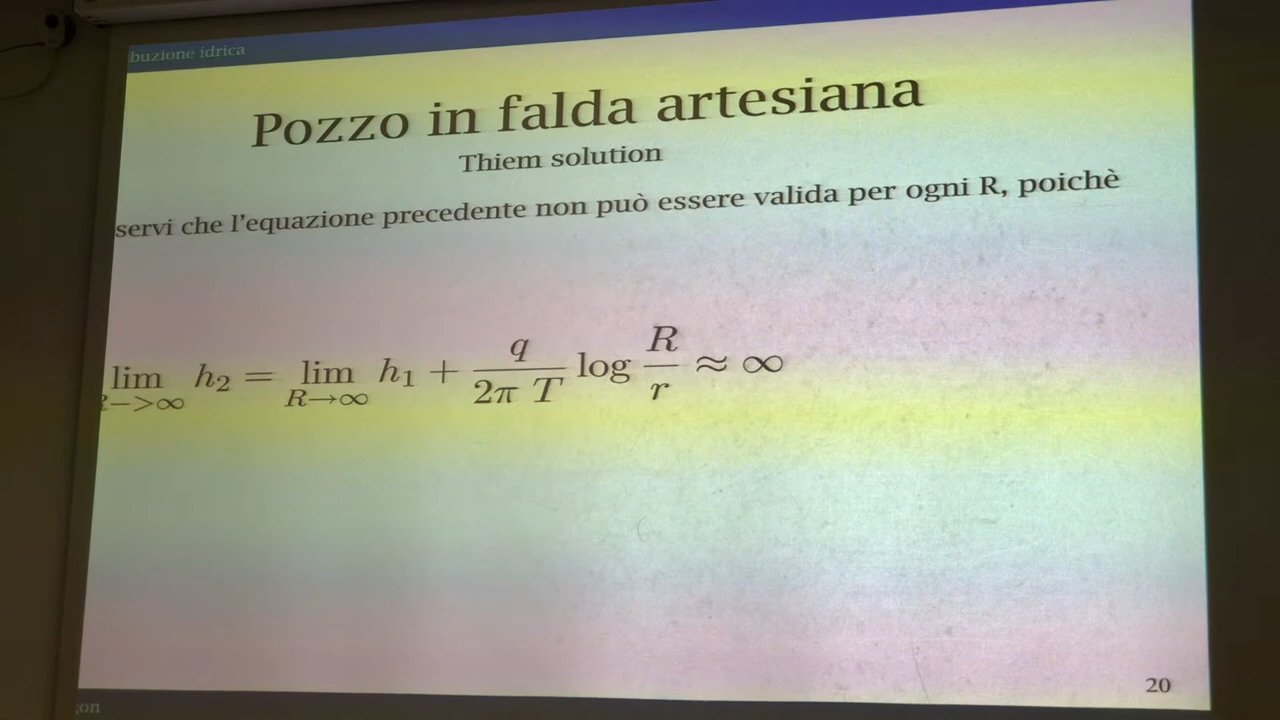 buzione idrica
Pozzo in falda artesiana
Thiem solution
servi che l'equazione precedente non può essere valida per ogni R, poichè
lim h₂ = lim h₁ + q/(2π T) log R/r ≈ ∞
R−>∞ R→∞
20